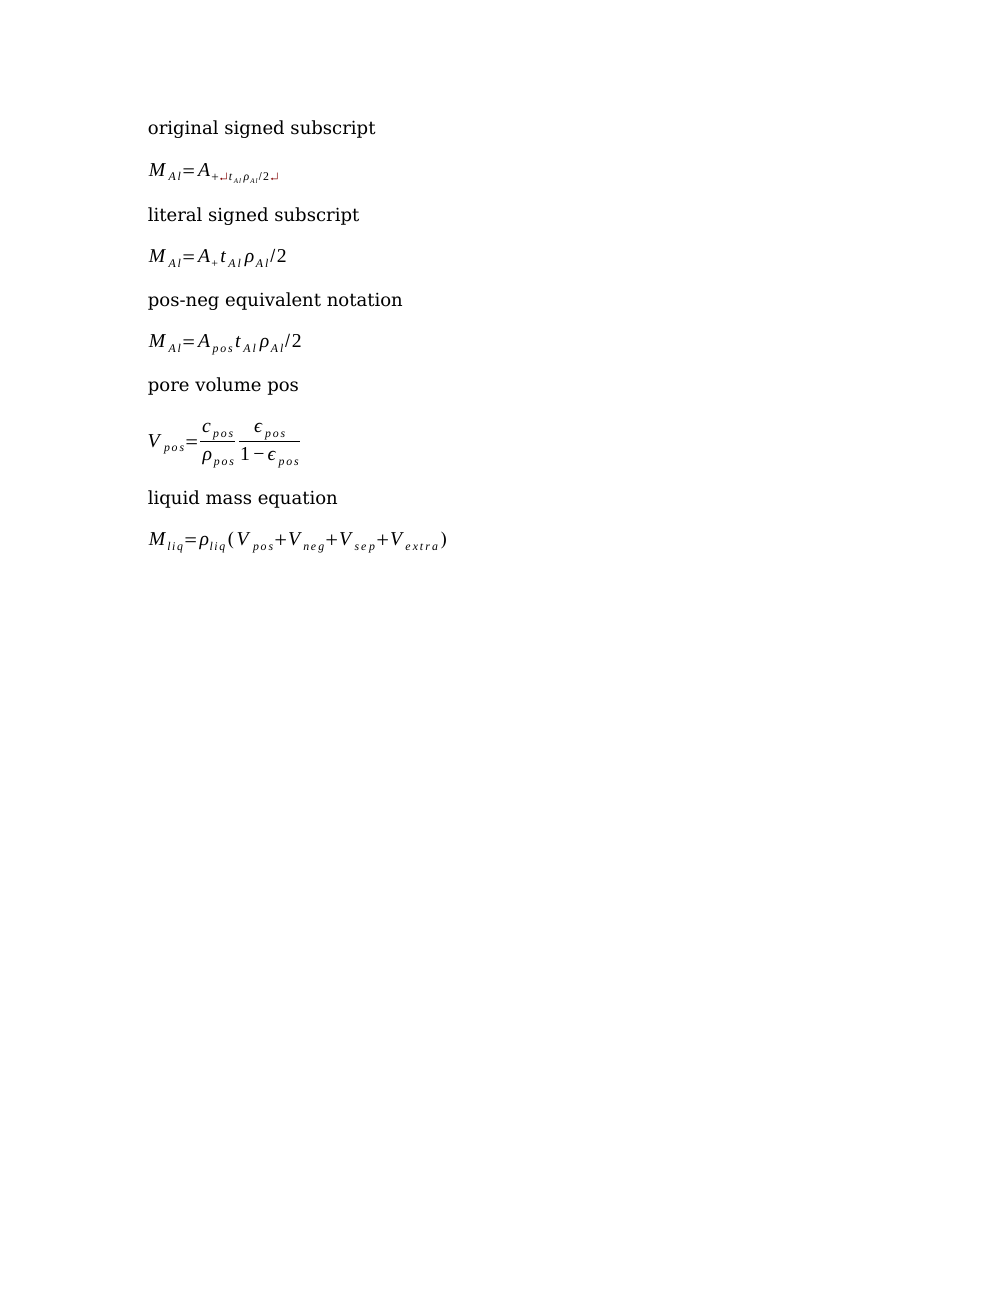 original signed subscript
M_Al=A_+↵t_Al ρ_Al/2↵
literal signed subscript
M_Al=A_+ t_Al ρ_Al/2
pos-neg equivalent notation
M_Al=A_pos t_Al ρ_Al/2
pore volume pos
V_pos=c_pos/ρ_pos ϵ_pos/(1−ϵ_pos)
liquid mass equation
M_liq=ρ_liq(V_pos+V_neg+V_sep+V_extra)